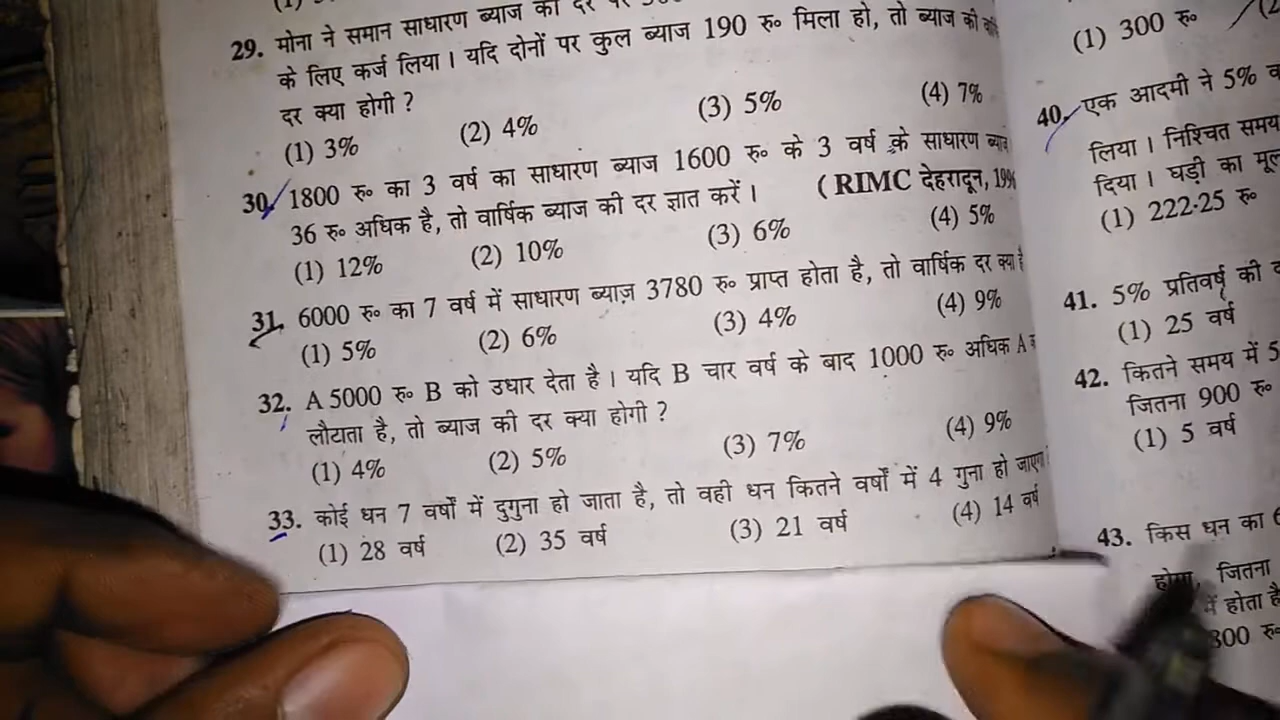 29. मोना ने समान साधारण ब्याज की दर पर
के लिए कर्ज लिया । यदि दोनों पर कुल ब्याज 190 रु० मिला हो, तो ब्याज की
दर क्या होगी ?
(1) 3% (2) 4% (3) 5% (4) 7%
30. 1800 रु० का 3 वर्ष का साधारण ब्याज 1600 रु० के 3 वर्ष के साधारण ब्याज
36 रु० अधिक है, तो वार्षिक ब्याज की दर ज्ञात करें । ( RIMC देहरादून, 199
(1) 12% (2) 10% (3) 6% (4) 5%
31. 6000 रु० का 7 वर्ष में साधारण ब्याज़ 3780 रु० प्राप्त होता है, तो वार्षिक दर क्या है
(1) 5% (2) 6% (3) 4% (4) 9%
32. A 5000 रु० B को उधार देता है । यदि B चार वर्ष के बाद 1000 रु० अधिक A
लौटाता है, तो ब्याज की दर क्या होगी ?
(1) 4% (2) 5% (3) 7% (4) 9%
33. कोई धन 7 वर्षों में दुगुना हो जाता है, तो वही धन कितने वर्षों में 4 गुना हो जाएगा
(1) 28 वर्ष (2) 35 वर्ष (3) 21 वर्ष (4) 14 वर्ष
(1) 300 रु०
40. एक आदमी ने 5%
लिया । निश्चित समय
दिया । घड़ी का
(1) 222·25 रु०
41. 5% प्रतिवर्ष की
(1) 25 वर्ष
42. कितने समय में
जितना 900 रु०
(1) 5 वर्ष
43. किस धन का
होगा, जितना
में होता है
300 रु०